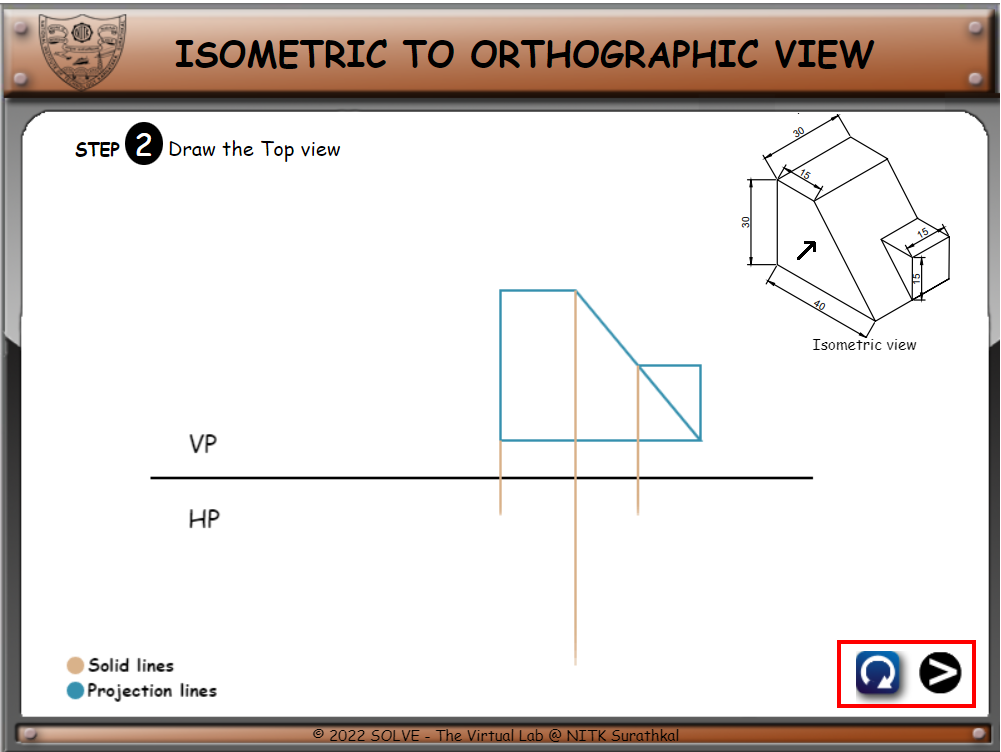 ISOMETRIC TO ORTHOGRAPHIC VIEW
STEP 2 Draw the Top view
30
15
30
15
15
40
Isometric view
VP
HP
Solid lines
Projection lines
© 2022 SOLVE - The Virtual Lab @ NITK Surathkal